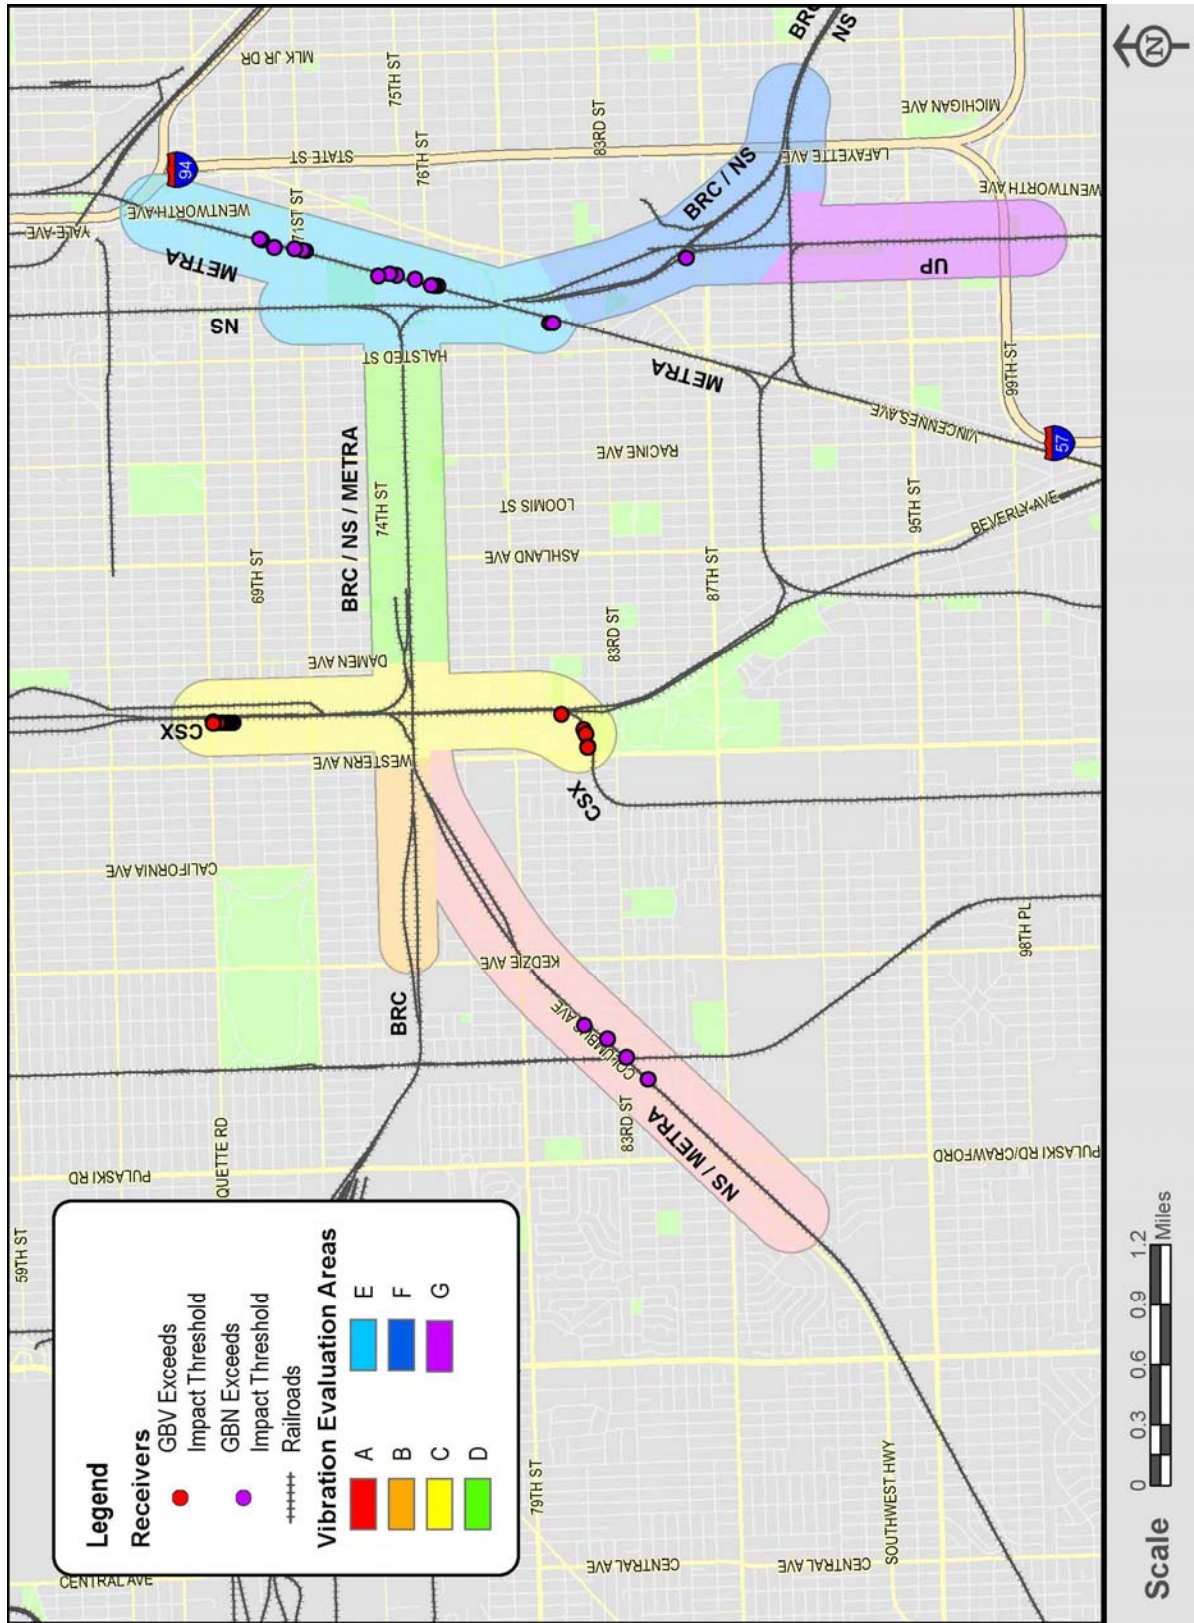 Legend
Receivers
GBV Exceeds
Impact Threshold
GBN Exceeds
Impact Threshold
Railroads
Vibration Evaluation Areas
A
E
B
F
C
G
D
59TH ST
CENTRAL AVE
PULASKI RD
QUETTE RD
CALIFORNIA AVE
CSX
69TH ST
WESTERN AVE
DAMEN AVE
BRC / NS / METRA
74TH ST
BRC
NS
METRA
YALE AVE
WENTWORTH AVE
94
MLK JR DR
71ST ST
STATE ST
75TH ST
76TH ST
HALSTED ST
79TH ST
KEDZIE AVE
ASHLAND AVE
LOOMIS ST
COLUMBUS AVE
CSX
83RD ST
83RD ST
83RD ST
RACINE AVE
CENTRAL AVE
NS / METRA
87TH ST
METRA
BRC / NS
BRC
NS
CENTRAL AVE
SOUTHWEST HWY
VINCENNES AVE
95TH ST
UP
LAFAYETTE AVE
MICHIGAN AVE
PULASKI RD/CRAWFORD
98TH PL
BEVERLY AVE
99TH ST
WENTWORTH AVE
57
Scale
0
0.3
0.6
0.9
1.2
Miles
N